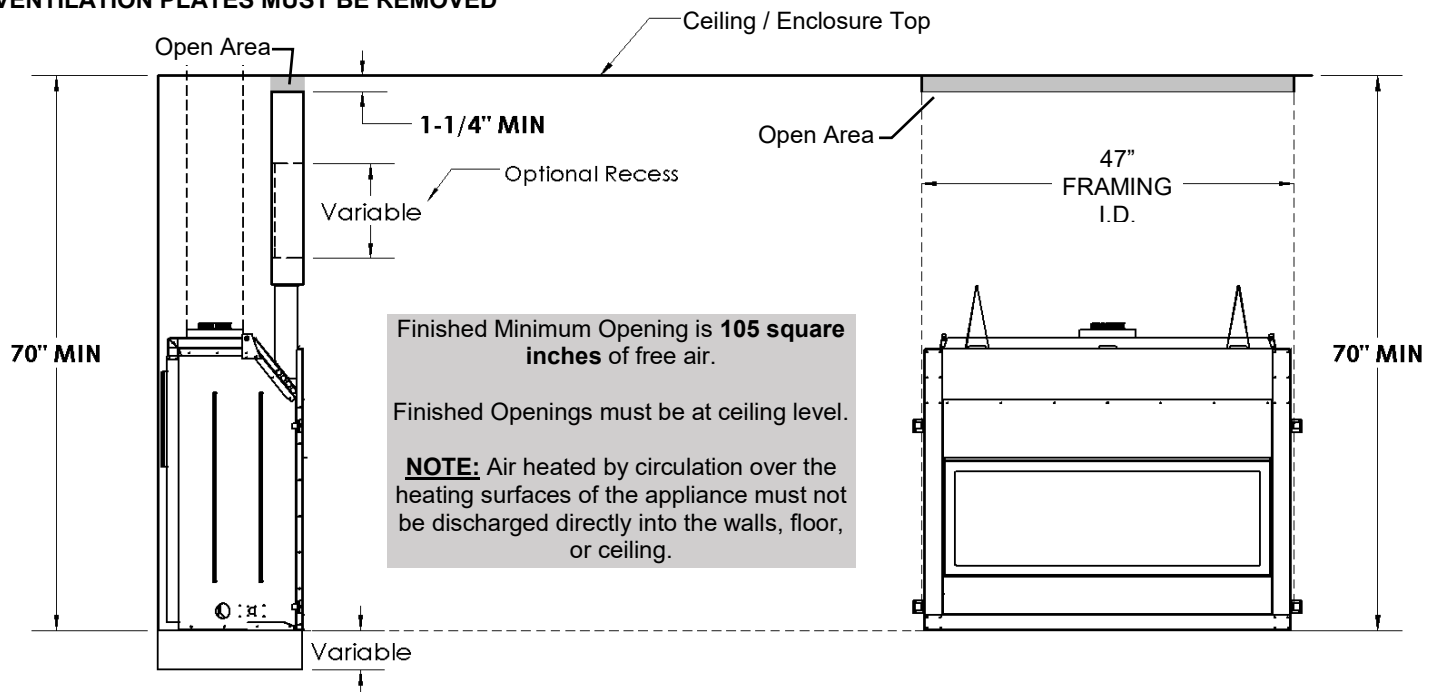 VENTILATION PLATES MUST BE REMOVED
Ceiling / Enclosure Top
Open Area
1-1/4" MIN
Open Area
Optional Recess
Variable
47”
FRAMING
I.D.
70" MIN
Finished Minimum Opening is 105 square
inches of free air.
Finished Openings must be at ceiling level.
NOTE: Air heated by circulation over the
heating surfaces of the appliance must not
be discharged directly into the walls, floor,
or ceiling.
70" MIN
Variable